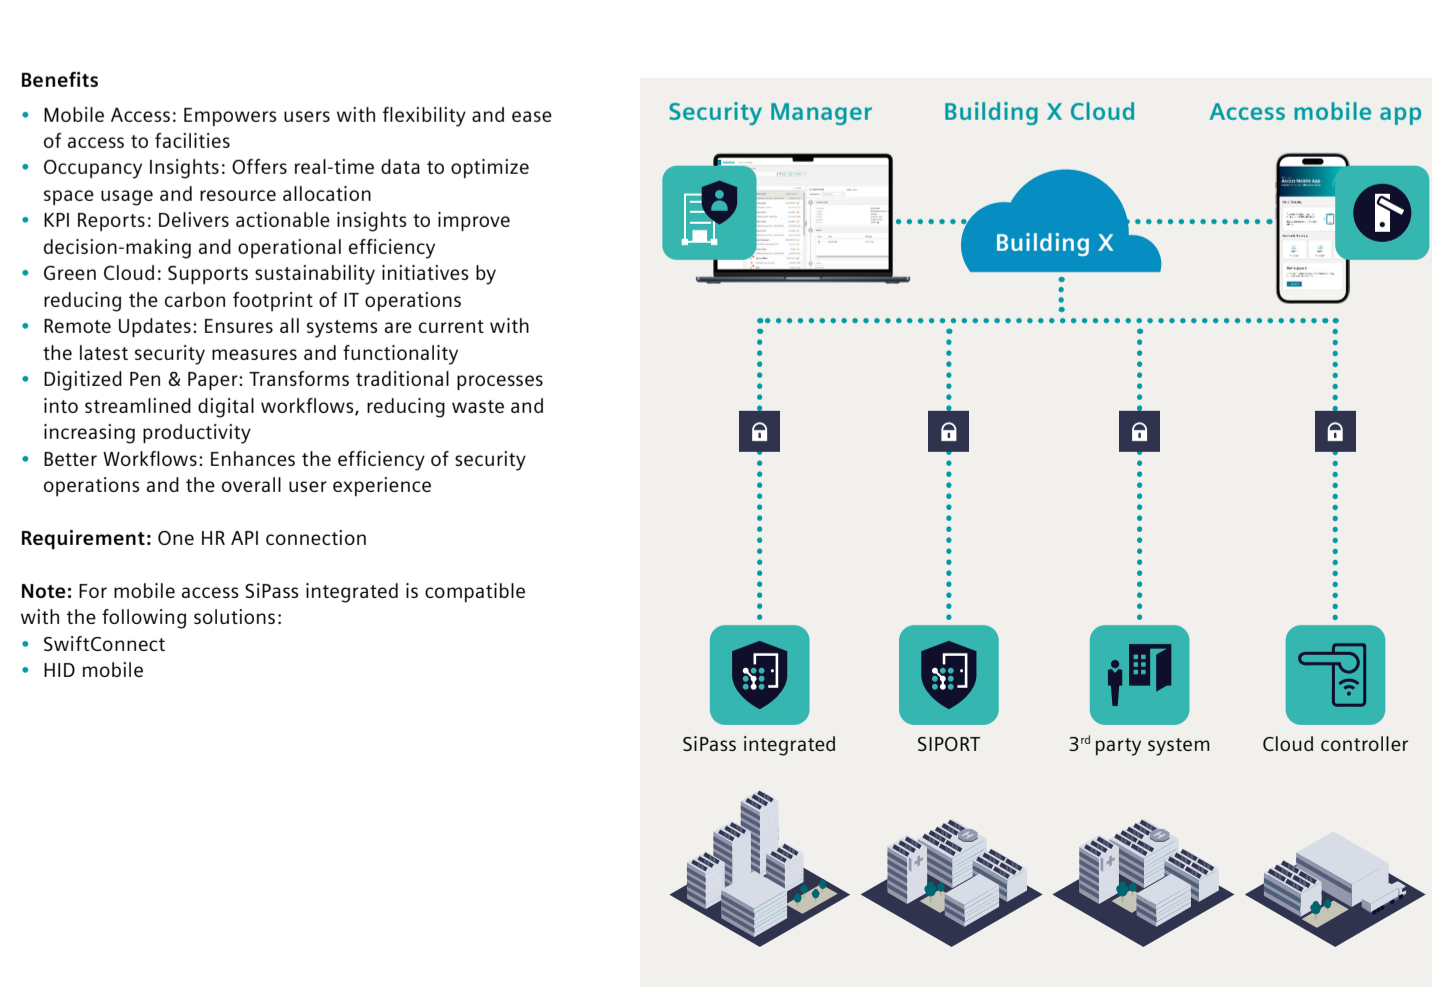 Benefits
• Mobile Access: Empowers users with flexibility and ease
of access to facilities
• Occupancy Insights: Offers real-time data to optimize
space usage and resource allocation
• KPI Reports: Delivers actionable insights to improve
decision-making and operational efficiency
• Green Cloud: Supports sustainability initiatives by
reducing the carbon footprint of IT operations
• Remote Updates: Ensures all systems are current with
the latest security measures and functionality
• Digitized Pen & Paper: Transforms traditional processes
into streamlined digital workflows, reducing waste and
increasing productivity
• Better Workflows: Enhances the efficiency of security
operations and the overall user experience
Requirement: One HR API connection
Note: For mobile access SiPass integrated is compatible
with the following solutions:
• SwiftConnect
• HID mobile
Security Manager
Building X Cloud
Access mobile app
Access Mobile App
Building X
SiPass integrated
SIPORT
3rd party system
Cloud controller
H
H